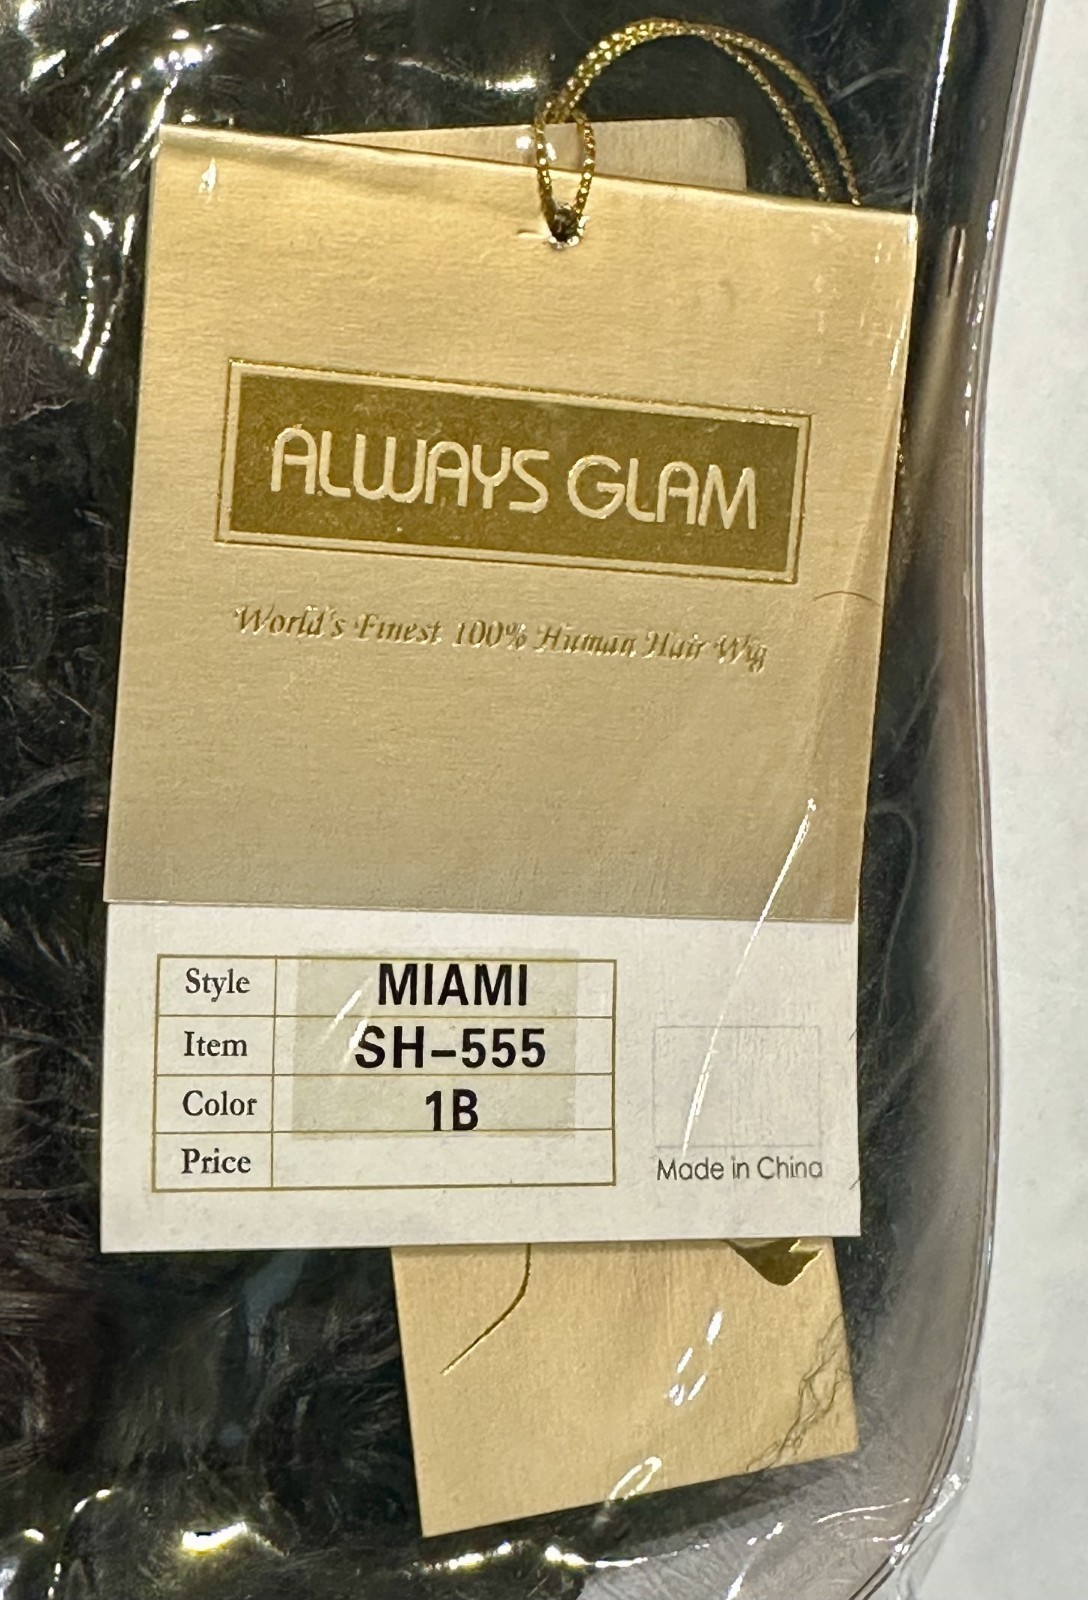 ALWAYS GLAM
World's Finest 100% Human Hair Wig
Style MIAMI
Item SH-555
Color 1B
Price
Made in China